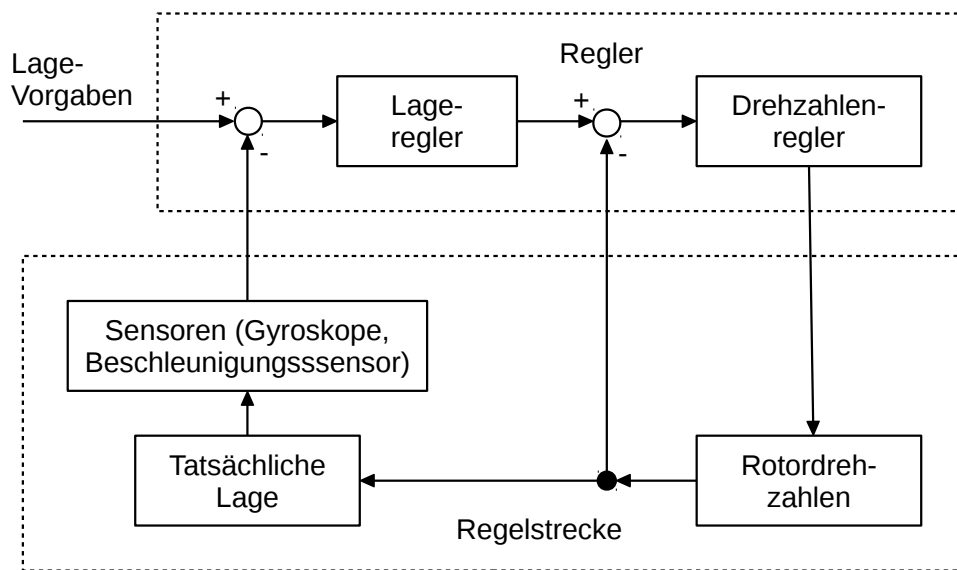 Lage-
Vorgaben
Regler
+
-
Lage-
regler
+
-
Drehzahlen-
regler
Sensoren (Gyroskope,
Beschleunigungsssensor)
Tatsächliche
Lage
Rotordreh-
zahlen
Regelstrecke